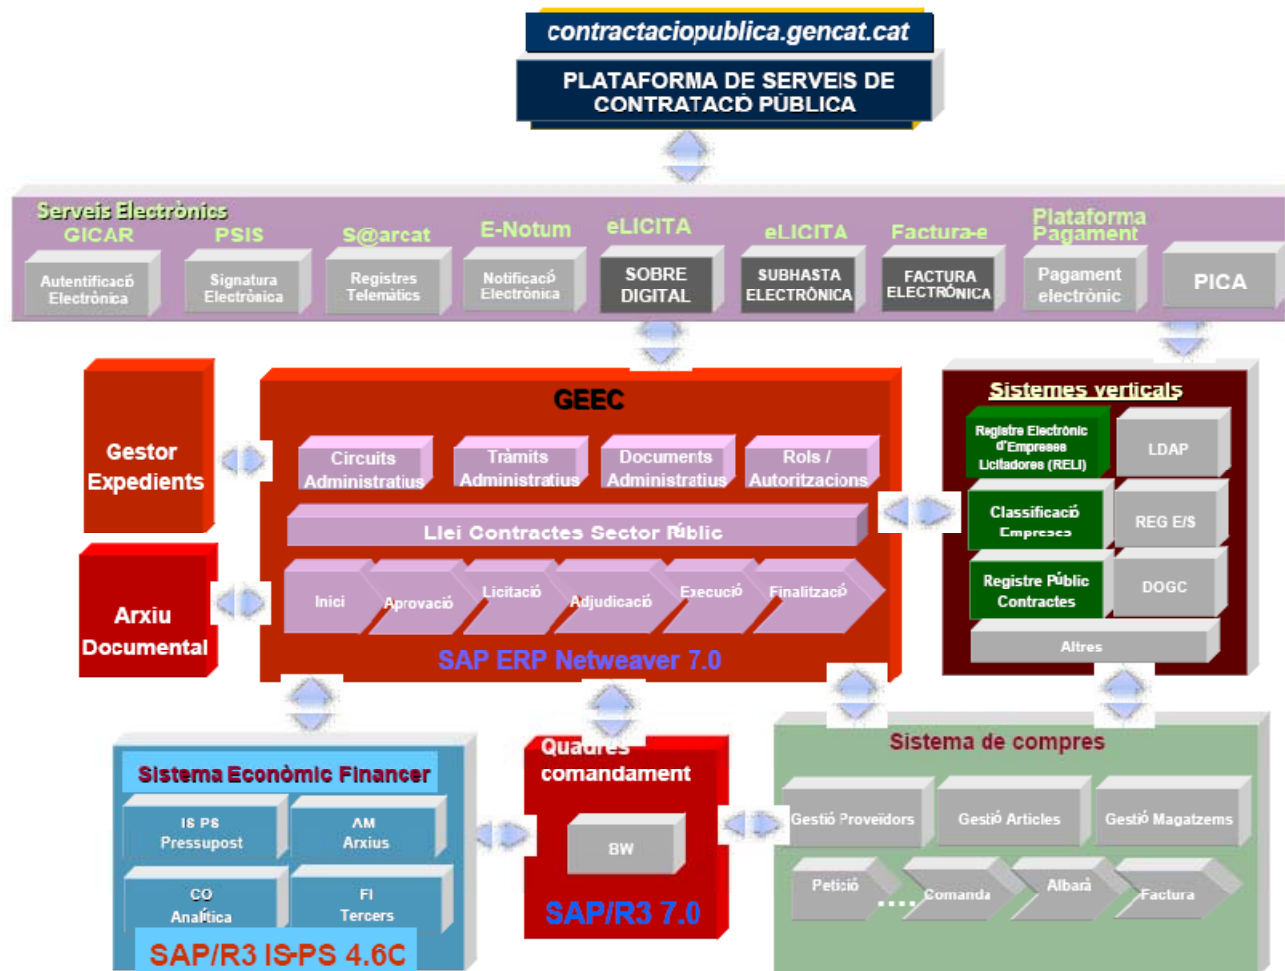 contractaciopublica.gencat.cat
PLATAFORMA DE SERVEIS DE
CONTRATACIÓ PÚBLICA
Serveis Electrònics
GICAR
PSIS
S@arcat
E-Notum
eLICITA
eLICITA
Factura-e
Plataforma
Pagament
Autentificació
Electrònica
Signatura
Electrònica
Registres
Telemàtics
Notificació
Electrònica
SOBRE
DIGITAL
SUBHASTA
ELECTRÒNICA
FACTURA
ELECTRÓNICA
Pagament
electrònic
PICA
Gestor
Expedients
Arxiu
Documental
GEEC
Circuits
Administratius
Tràmits
Administratius
Documents
Administratius
Rols /
Autoritzacions
Llei Contractes Sector Públic
Inici
Aprovació
Licitació
Adjudicació
Execució
Finalització
SAP ERP Netweaver 7.0
Sistemes verticals
Registre Electrònic
d'Empreses
Licitadores (RELI)
LDAP
Classificació
Empreses
REG E/S
Registre Públic
Contractes
DOGC
Altres
Sistema Econòmic Financer
IS PS
Pressupost
AM
Arxius
CO
Analítica
FI
Tercers
SAP/R3 IS-PS 4.6C
Quadres
comandament
BW
SAP/R3 7.0
Sistema de compres
Gestió Proveïdors
Gestió Articles
Gestió Magatzems
Petició
....
Comanda
Albarà
Factura